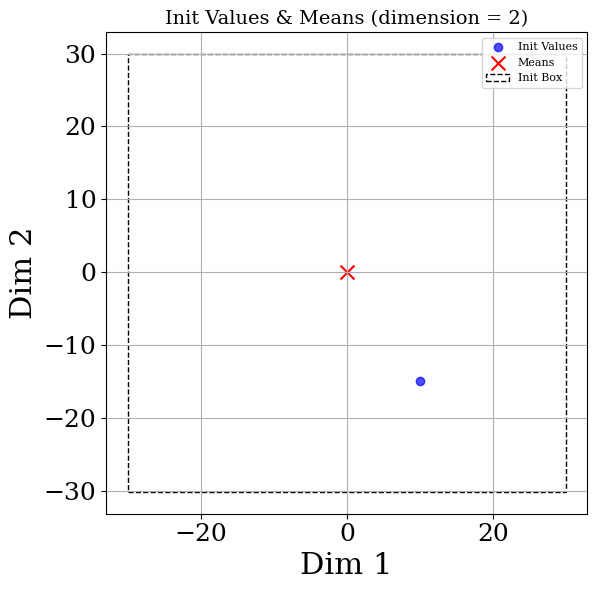 Init Values & Means (dimension = 2)
Init Values
Means
Init Box
30
20
10
0
−10
−20
−30
Dim 2
−20
0
20
Dim 1